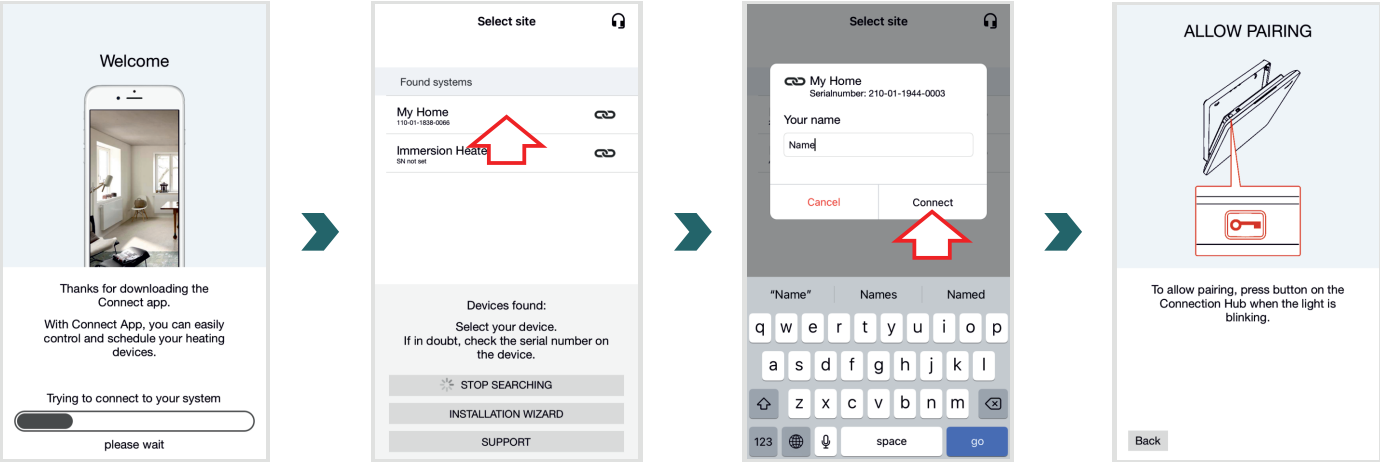 Welcome
Thanks for downloading the
Connect app.
With Connect App, you can easily
control and schedule your heating
devices.
Trying to connect to your system
please wait
Select site
Found systems
My Home
110-01-1838-0066
Immersion Heate
SN not set
Devices found:
Select your device.
If in doubt, check the serial number on
the device.
STOP SEARCHING
INSTALLATION WIZARD
SUPPORT
Select site
My Home
Serialnumber: 210-01-1944-0003
Your name
Name
Cancel Connect
"Name" Names Named
q w e r t y u i o p
a s d f g h j k l
z x c v b n m
123 space go
ALLOW PAIRING
To allow pairing, press button on the
Connection Hub when the light is
blinking.
Back